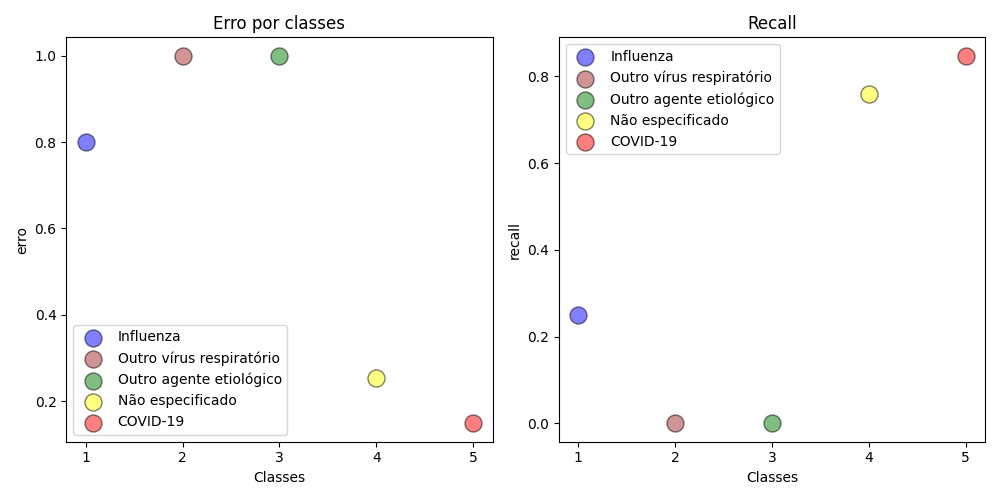 Erro por classes
erro
1.0
0.8
0.6
0.4
0.2
Influenza
Outro vírus respiratório
Outro agente etiológico
Não especificado
COVID-19
1 2 3 4 5
Classes
Recall
recall
0.8
0.6
0.4
0.2
0.0
Influenza
Outro vírus respiratório
Outro agente etiológico
Não especificado
COVID-19
1 2 3 4 5
Classes